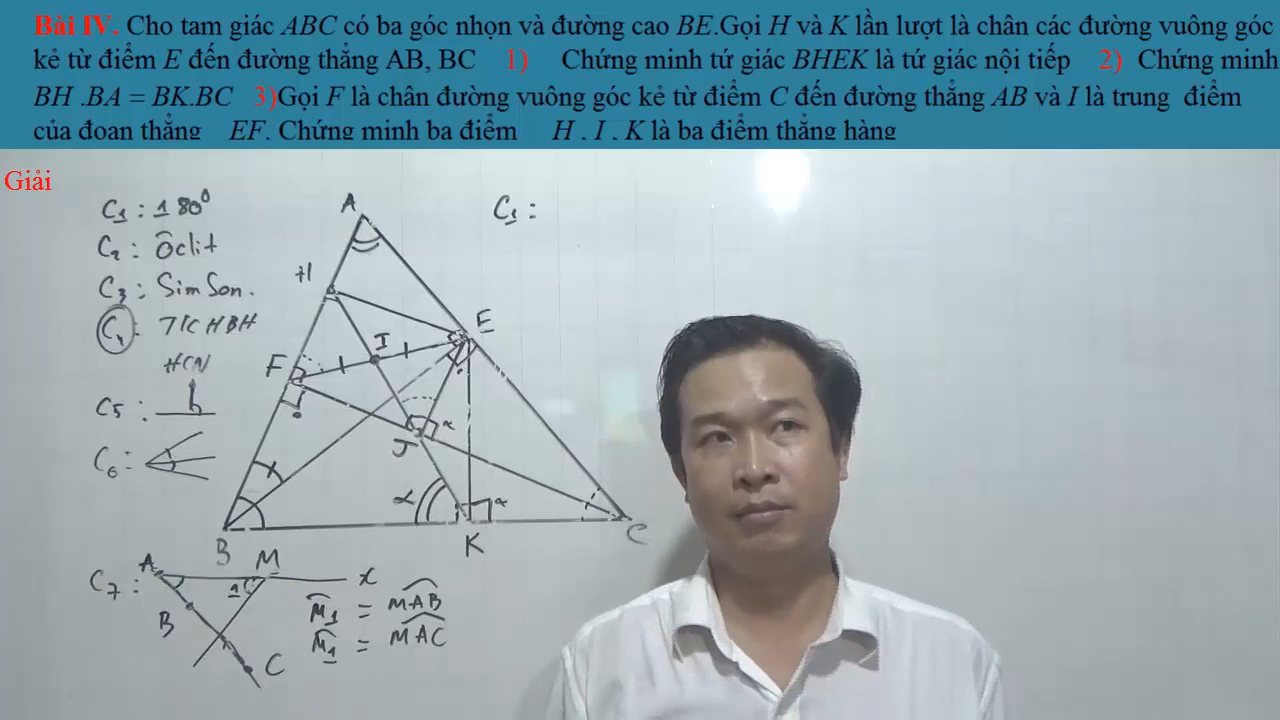 Bài IV. Cho tam giác ABC có ba góc nhọn và đường cao BE.Gọi H và K lần lượt là chân các đường vuông góc
kẻ từ điểm E đến đường thẳng AB, BC 1) Chứng minh tứ giác BHEK là tứ giác nội tiếp 2) Chứng minh
BH .BA = BK.BC 3)Gọi F là chân đường vuông góc kẻ từ điểm C đến đường thẳng AB và I là trung điểm
của đoan thẳng EF. Chứng minh ba điểm H . I . K là ba điểm thẳng hàng
Giải
C1 : 180°
C2 : Ôclit
C3 : SimSon.
C4 :
HCN
C5 :
C6 :
C7 :
C1 :
A
H
E
I
F
J
α
α
α
B
K
C
A
M
x
1
B
C
M1 = MAB
M1 = MAC